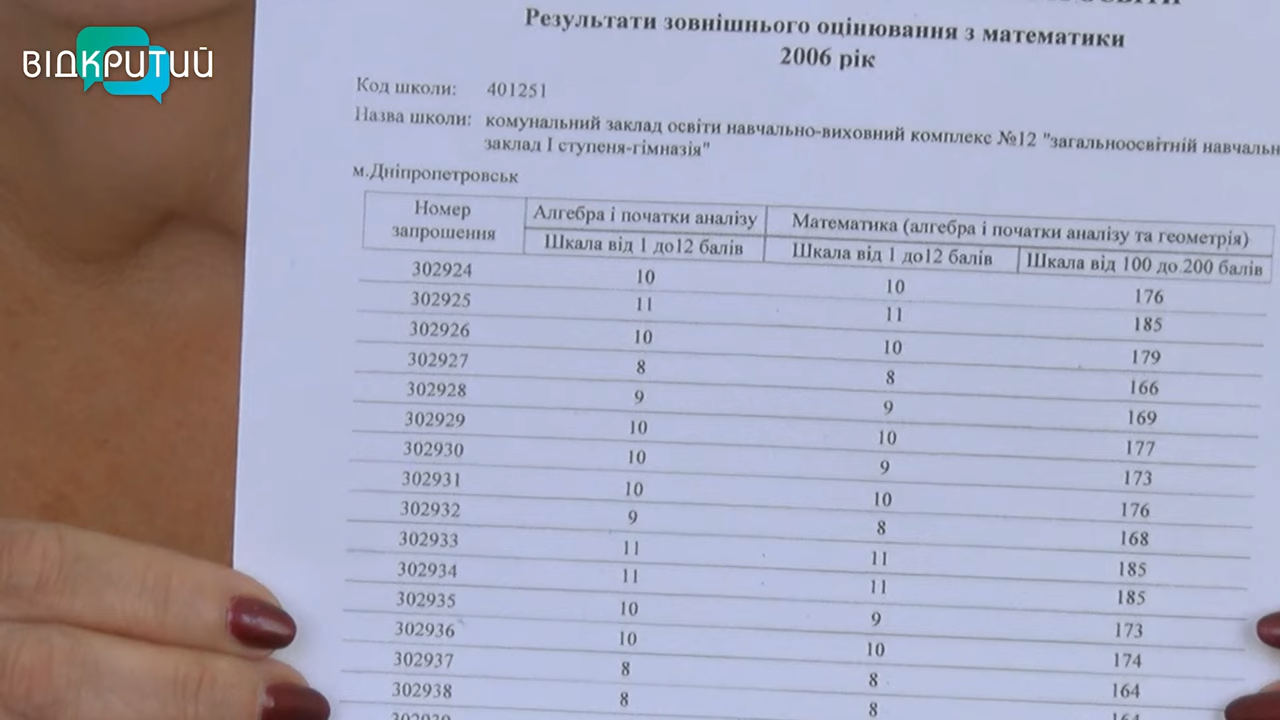 ВІДКРИТИЙ
Результати зовнішнього оцінювання з математики
2006 рік
Код школи: 401251
Назва школи: комунальний заклад освіти навчально-виховний комплекс №12 "загальноосвітній
заклад І ступеня-гімназія"
м.Дніпропетровськ
Номер запрошення Алгебра і початки аналізу Математика (алгебра і початки аналізу та геометрія)
Шкала від 1 до12 балів Шкала від 1 до12 балів Шкала від 100 до 200 балів
302924 10 10 176
302925 11 11 185
302926 10 10 179
302927 8 8 166
302928 9 9 169
302929 10 10 177
302930 10 9 173
302931 10 10 176
302932 9 8 168
302933 11 11 185
302934 11 11 185
302935 10 9 173
302936 10 10 174
302937 8 8 164
302938 8 8 164